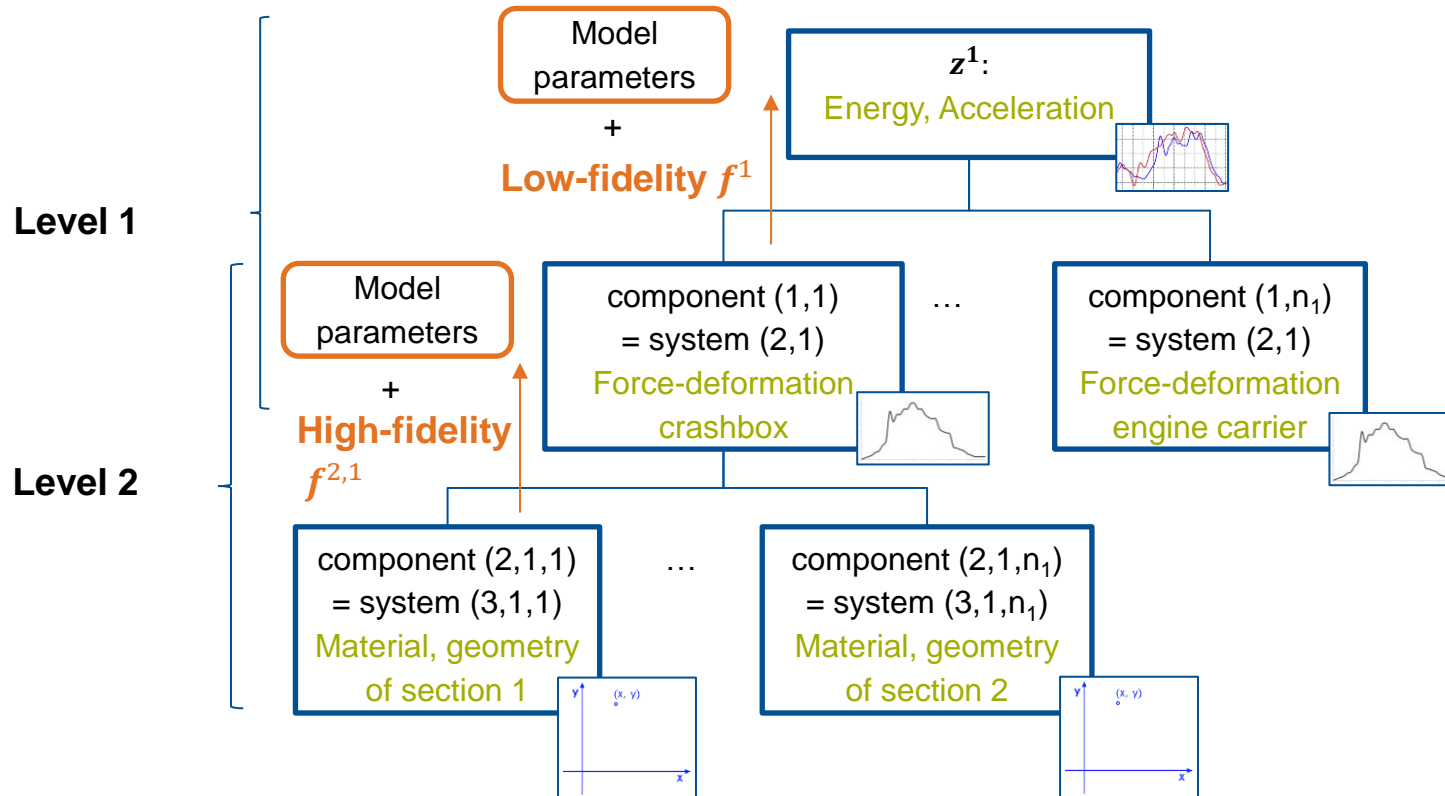 Model
parameters
+
Low-fidelity f¹
z¹:
Energy, Acceleration
Level 1
Model
parameters
+
High-fidelity
f²,¹
component (1,1)
= system (2,1)
Force-deformation
crashbox
…
component (1,n₁)
= system (2,1)
Force-deformation
engine carrier
Level 2
component (2,1,1)
= system (3,1,1)
Material, geometry
of section 1
y
(x, y)
x
…
component (2,1,n₁)
= system (3,1,n₁)
Material, geometry
of section 2
y
(x, y)
x